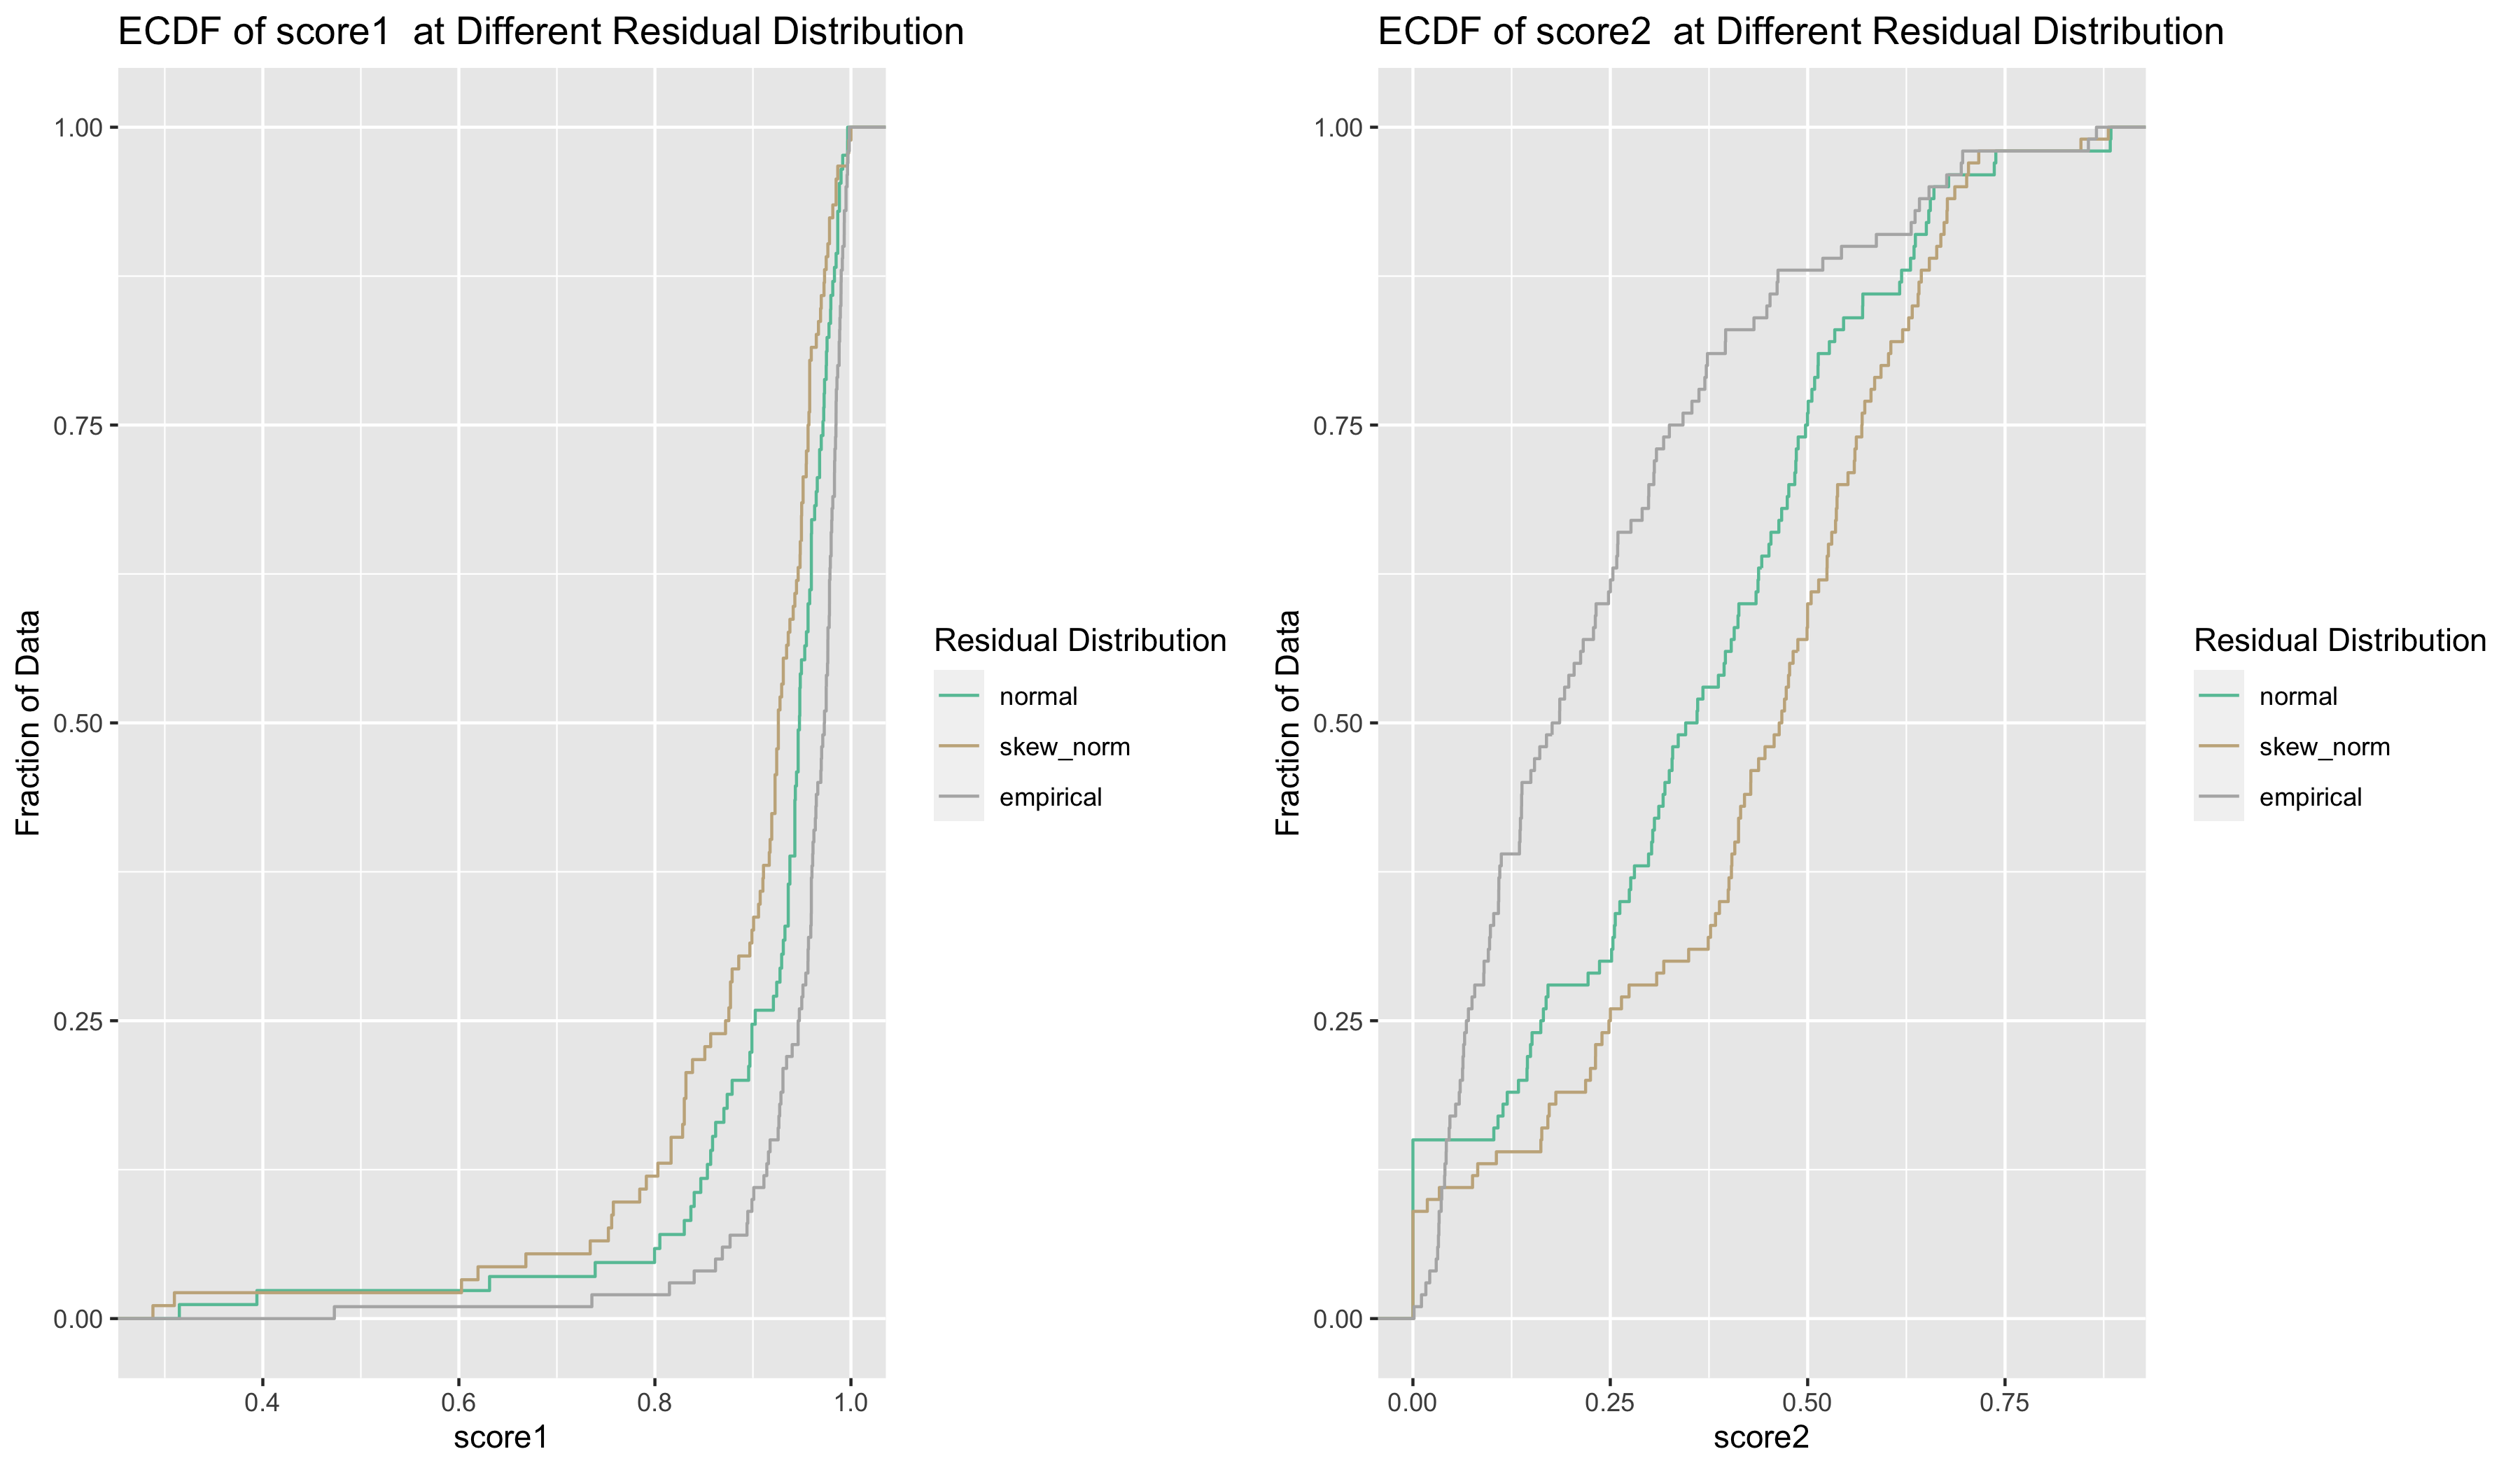 ECDF of score1  at Different Residual Distribution
1.00
0.75
0.50
0.25
0.00
Fraction of Data
0.4 0.6 0.8 1.0
score1
Residual Distribution
normal
skew_norm
empirical
ECDF of score2  at Different Residual Distribution
1.00
0.75
0.50
0.25
0.00
Fraction of Data
0.00 0.25 0.50 0.75
score2
Residual Distribution
normal
skew_norm
empirical